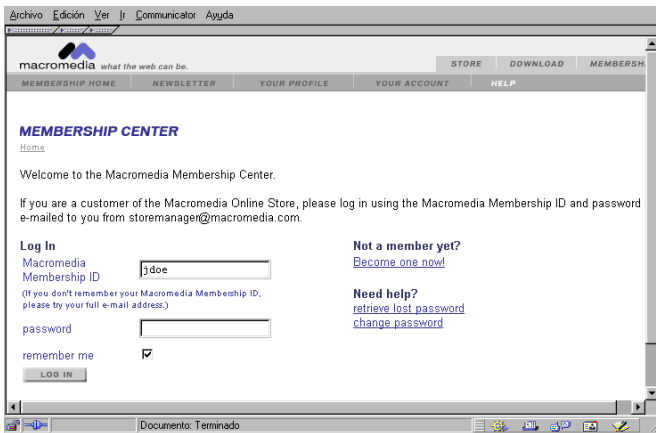 Archivo Edición Ver Ir Communicator Ayuda
macromedia what the web can be.
STORE DOWNLOAD MEMBERSH
MEMBERSHIP HOME NEWSLETTER YOUR PROFILE YOUR ACCOUNT HELP
MEMBERSHIP CENTER
Home
Welcome to the Macromedia Membership Center.
If you are a customer of the Macromedia Online Store, please log in using the Macromedia Membership ID and password
e-mailed to you from storemanager@macromedia.com.
Log In
Macromedia
Membership ID
jdoe
(If you don't remember your Macromedia Membership ID,
please try your full e-mail address.)
password
remember me
LOG IN
Not a member yet?
Become one now!
Need help?
retrieve lost password
change password
Documento: Terminado